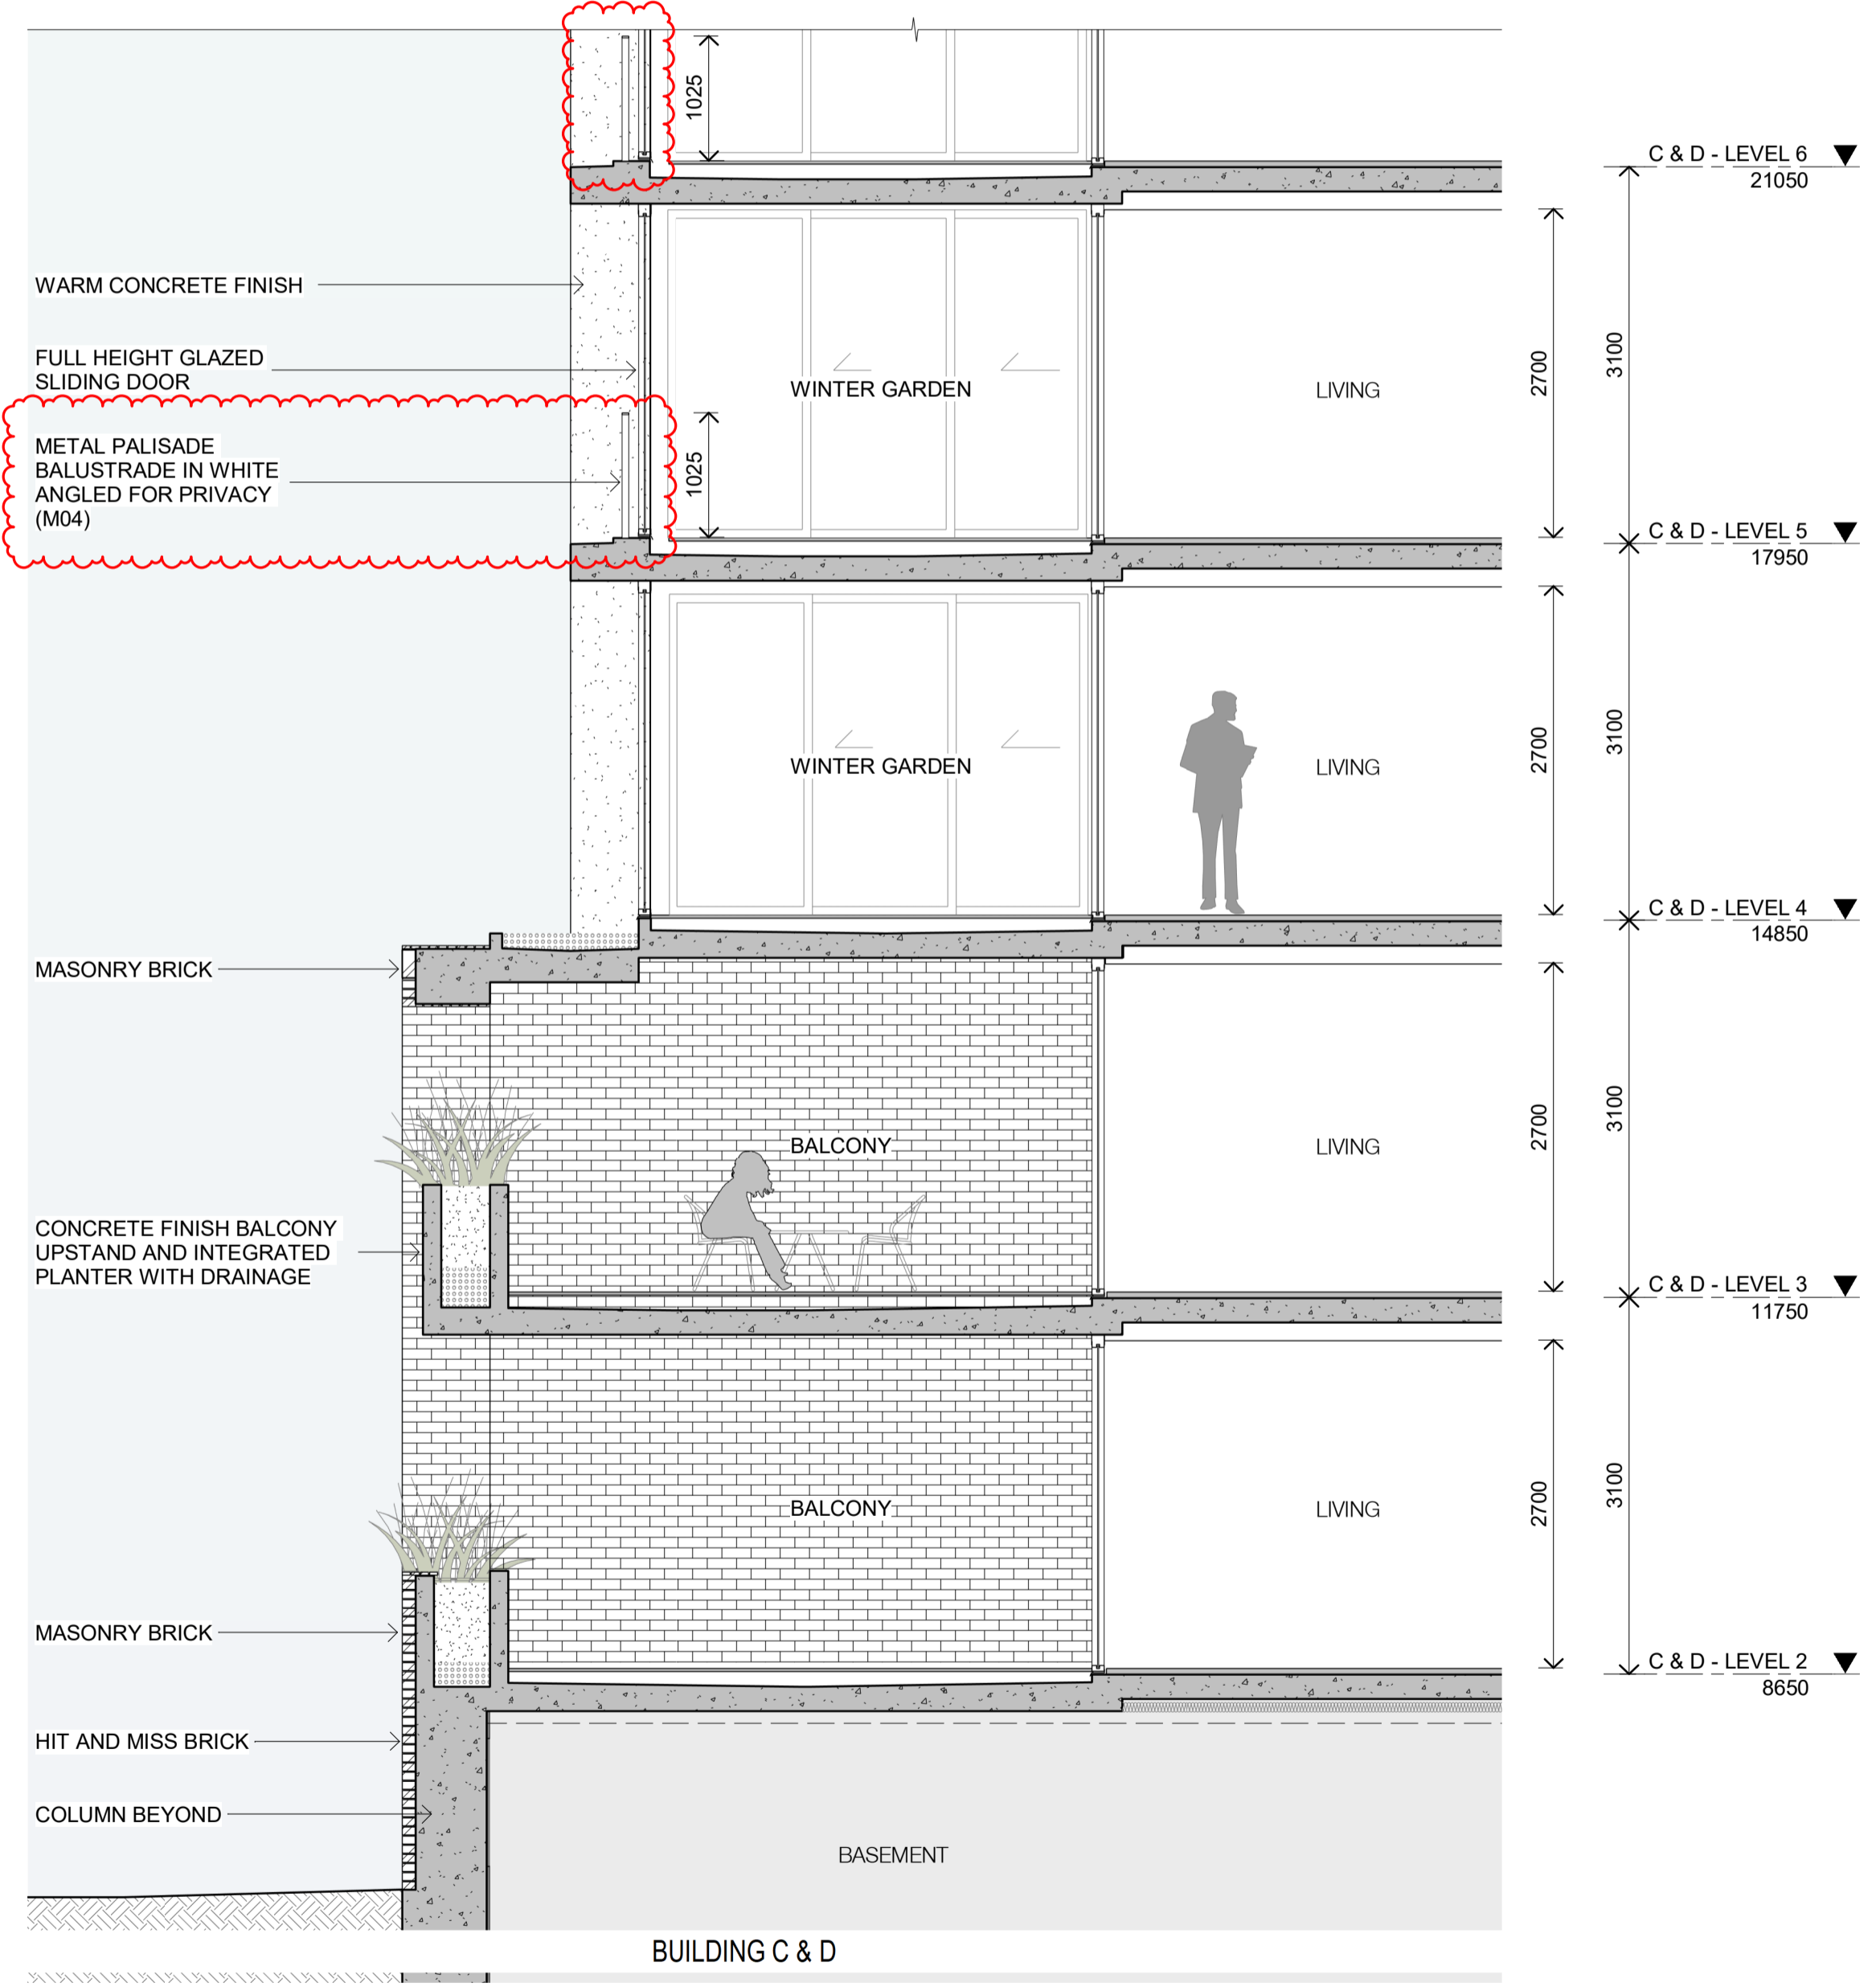 1025
C & D - LEVEL 6
21050
WARM CONCRETE FINISH
FULL HEIGHT GLAZED
SLIDING DOOR
WINTER GARDEN
LIVING
2700
3100
METAL PALISADE
BALUSTRADE IN WHITE
ANGLED FOR PRIVACY
(M04)
1025
C & D - LEVEL 5
17950
WINTER GARDEN
LIVING
2700
3100
C & D - LEVEL 4
14850
MASONRY BRICK
BALCONY
LIVING
2700
3100
CONCRETE FINISH BALCONY
UPSTAND AND INTEGRATED
PLANTER WITH DRAINAGE
C & D - LEVEL 3
11750
BALCONY
LIVING
2700
3100
MASONRY BRICK
C & D - LEVEL 2
8650
HIT AND MISS BRICK
COLUMN BEYOND
BASEMENT
BUILDING C & D